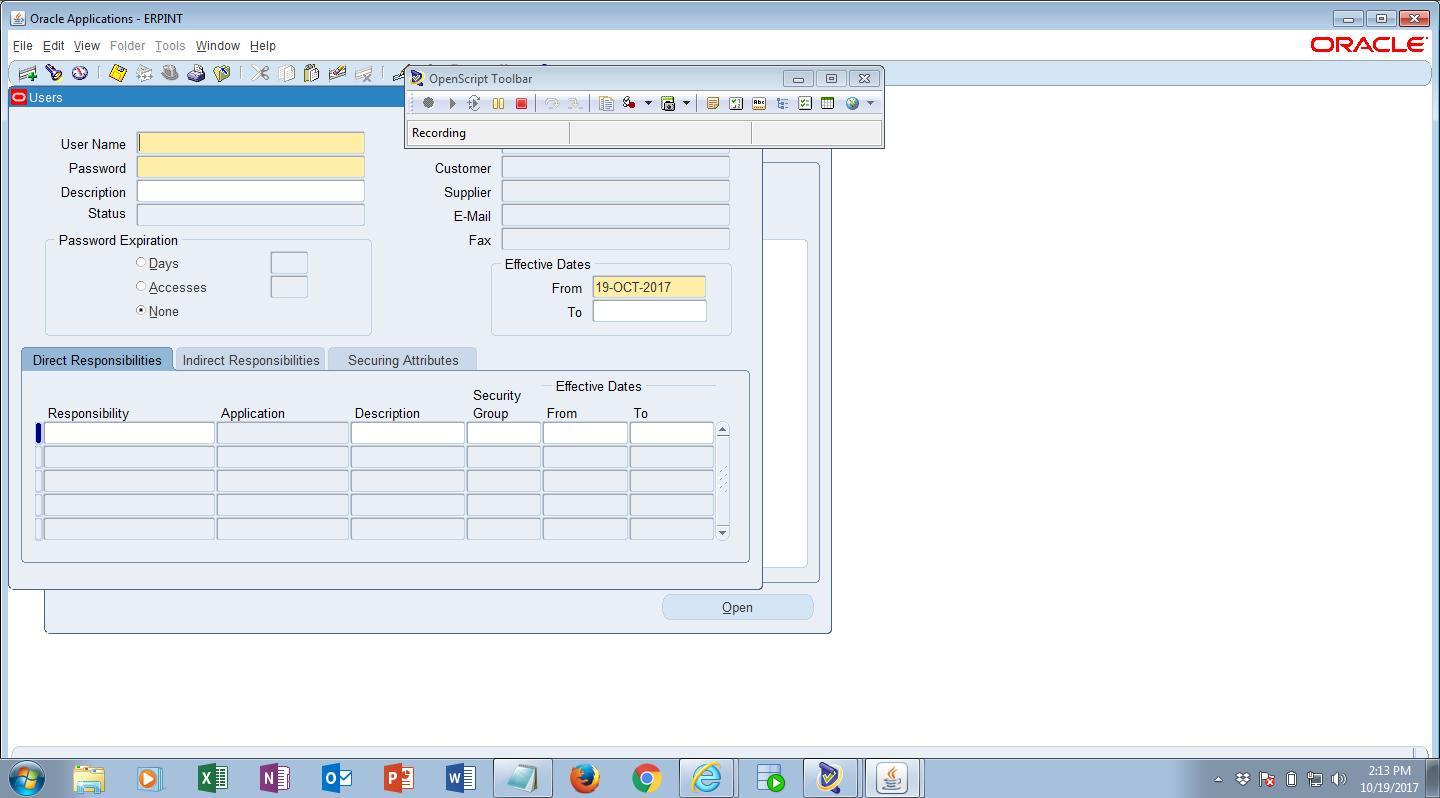 Oracle Applications - ERPINT
File Edit View Folder Tools Window Help
ORACLE
OpenScript Toolbar
Recording
Users
User Name
Password
Description
Status
Customer
Supplier
E-Mail
Fax
Password Expiration
Days
Accesses
None
Effective Dates
From 19-OCT-2017
To
Direct Responsibilities Indirect Responsibilities Securing Attributes
Effective Dates
Security
Responsibility Application Description Group From To
Open
2:13 PM
10/19/2017